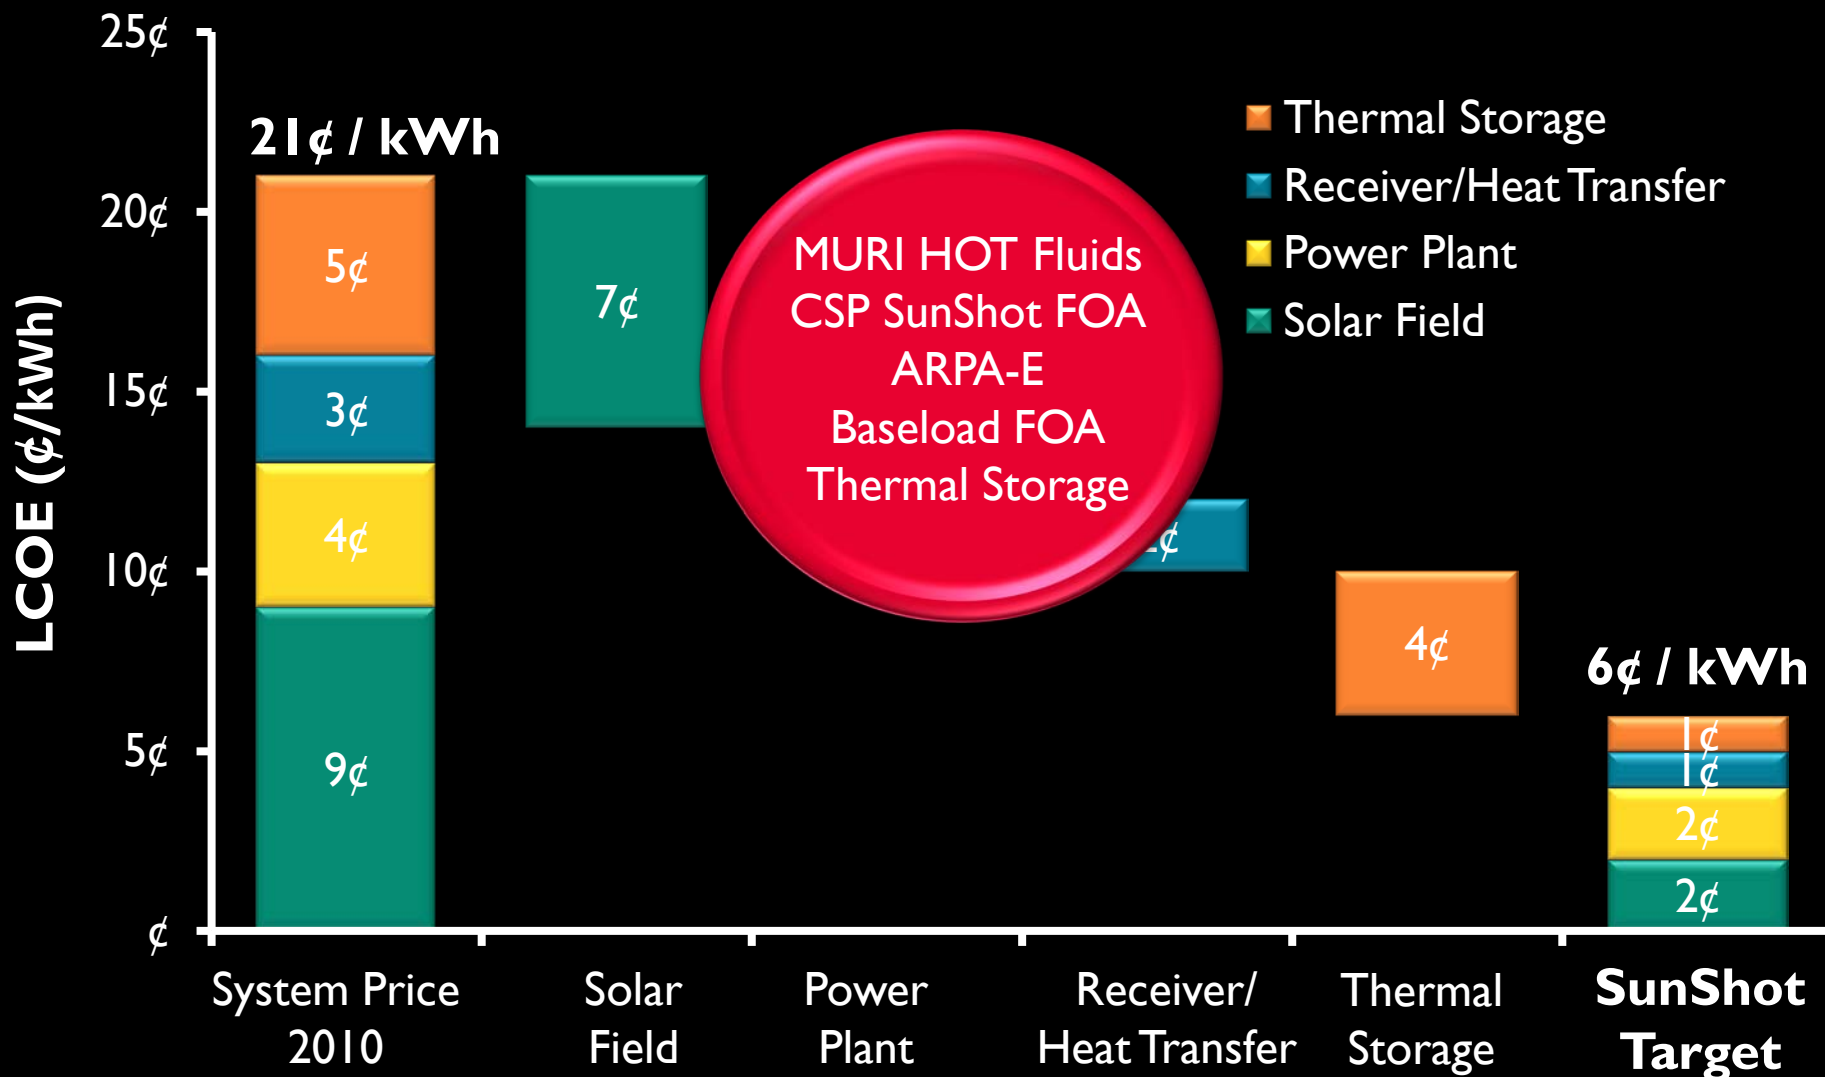 25¢
20¢
15¢
10¢
5¢
¢
LCOE (¢/kWh)
21¢ / kWh
5¢
3¢
4¢
9¢
7¢
MURI HOT Fluids
CSP SunShot FOA
ARPA-E
Baseload FOA
Thermal Storage
Thermal Storage
Receiver/Heat Transfer
Power Plant
Solar Field
¢
4¢
6¢ / kWh
1¢
1¢
2¢
2¢
System Price
2010
Solar
Field
Power
Plant
Receiver/
Heat Transfer
Thermal
Storage
SunShot
Target